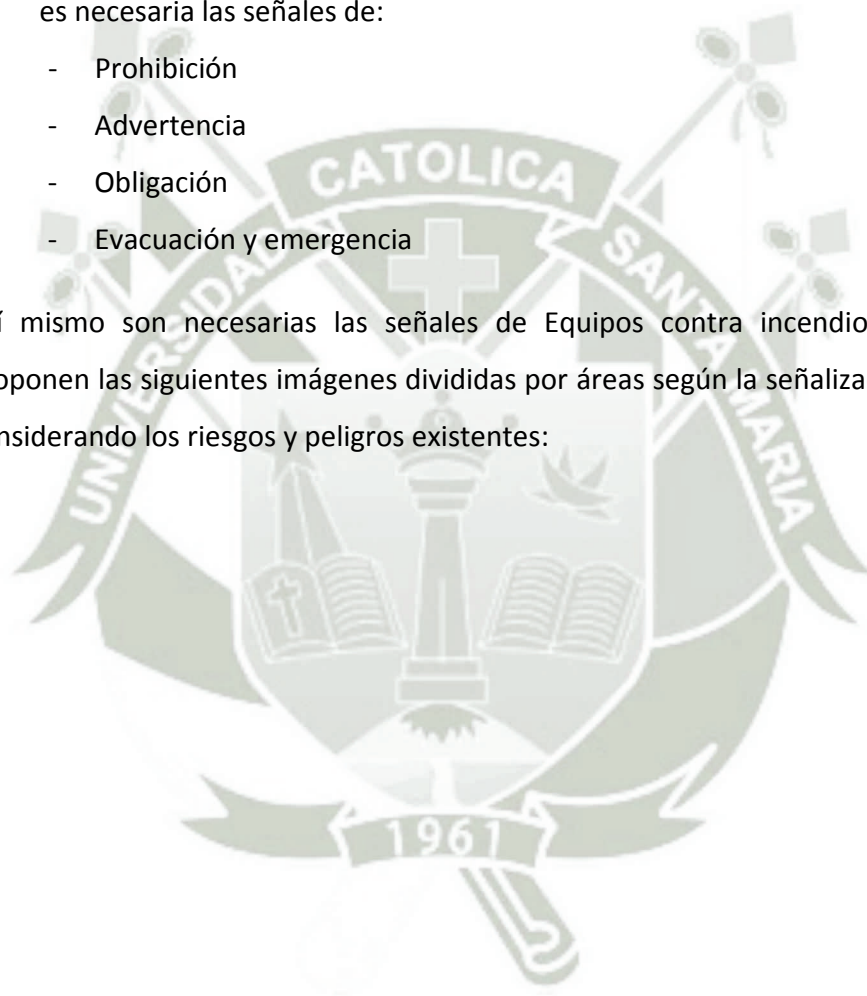 es necesaria las señales de:
- Prohibición
- Advertencia
- Obligación
- Evacuación y emergencia
í mismo son necesarias las señales de Equipos contra incendio
oponen las siguientes imágenes divididas por áreas según la señaliza
nsiderando los riesgos y peligros existentes:
UNIVERSIDAD CATOLICA SANTA MARIA
1961